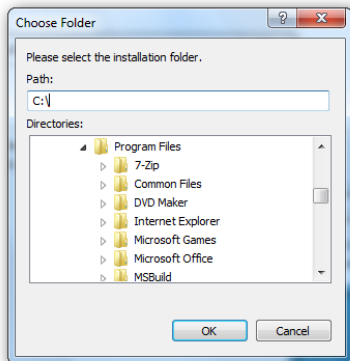 Choose Folder
Please select the installation folder.
Path:
C:\
Directories:
Program Files
7-Zip
Common Files
DVD Maker
Internet Explorer
Microsoft Games
Microsoft Office
MSBuild
OK Cancel